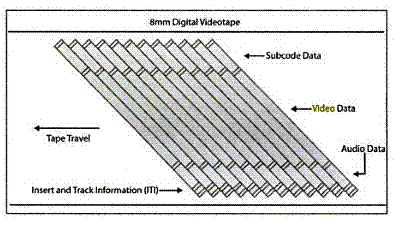 8mm Digital Videotape
Subcode Data
Video Data
Tape Travel
Audio Data
Insert and Track Information (ITI)